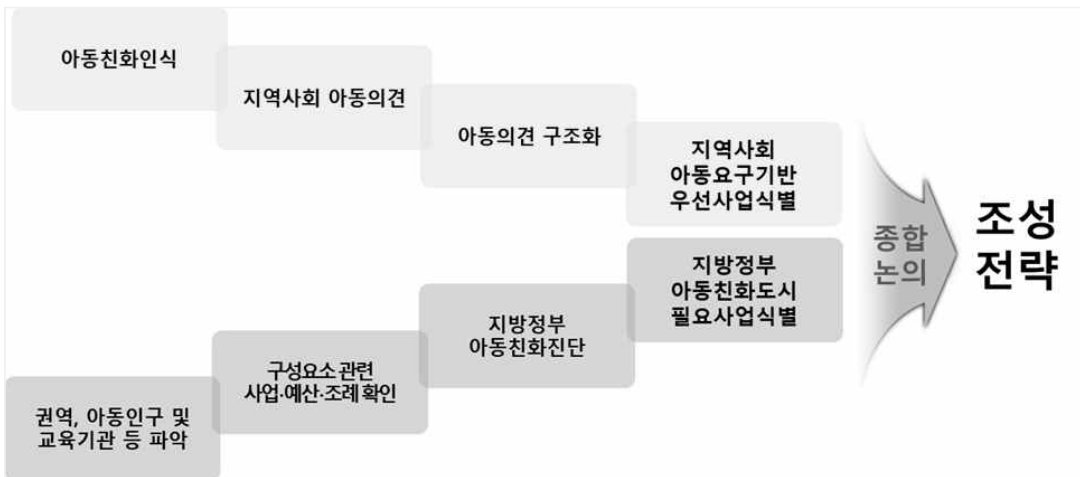 아동친화인식
지역사회 아동의견
아동의견 구조화
지역사회
아동요구기반
우선사업식별
지방정부
아동친화도시
필요사업식별
지방정부
아동친화진단
구성요소 관련
사업·예산·조례 확인
권역, 아동인구 및
교육기관 등 파악
종합
논의
조성
전략